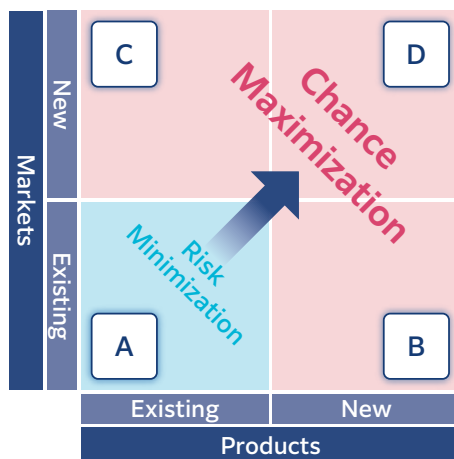 C
D
New
Chance
Maximization
Markets
Risk
Minimization
Existing
A
B
Existing
New
Products